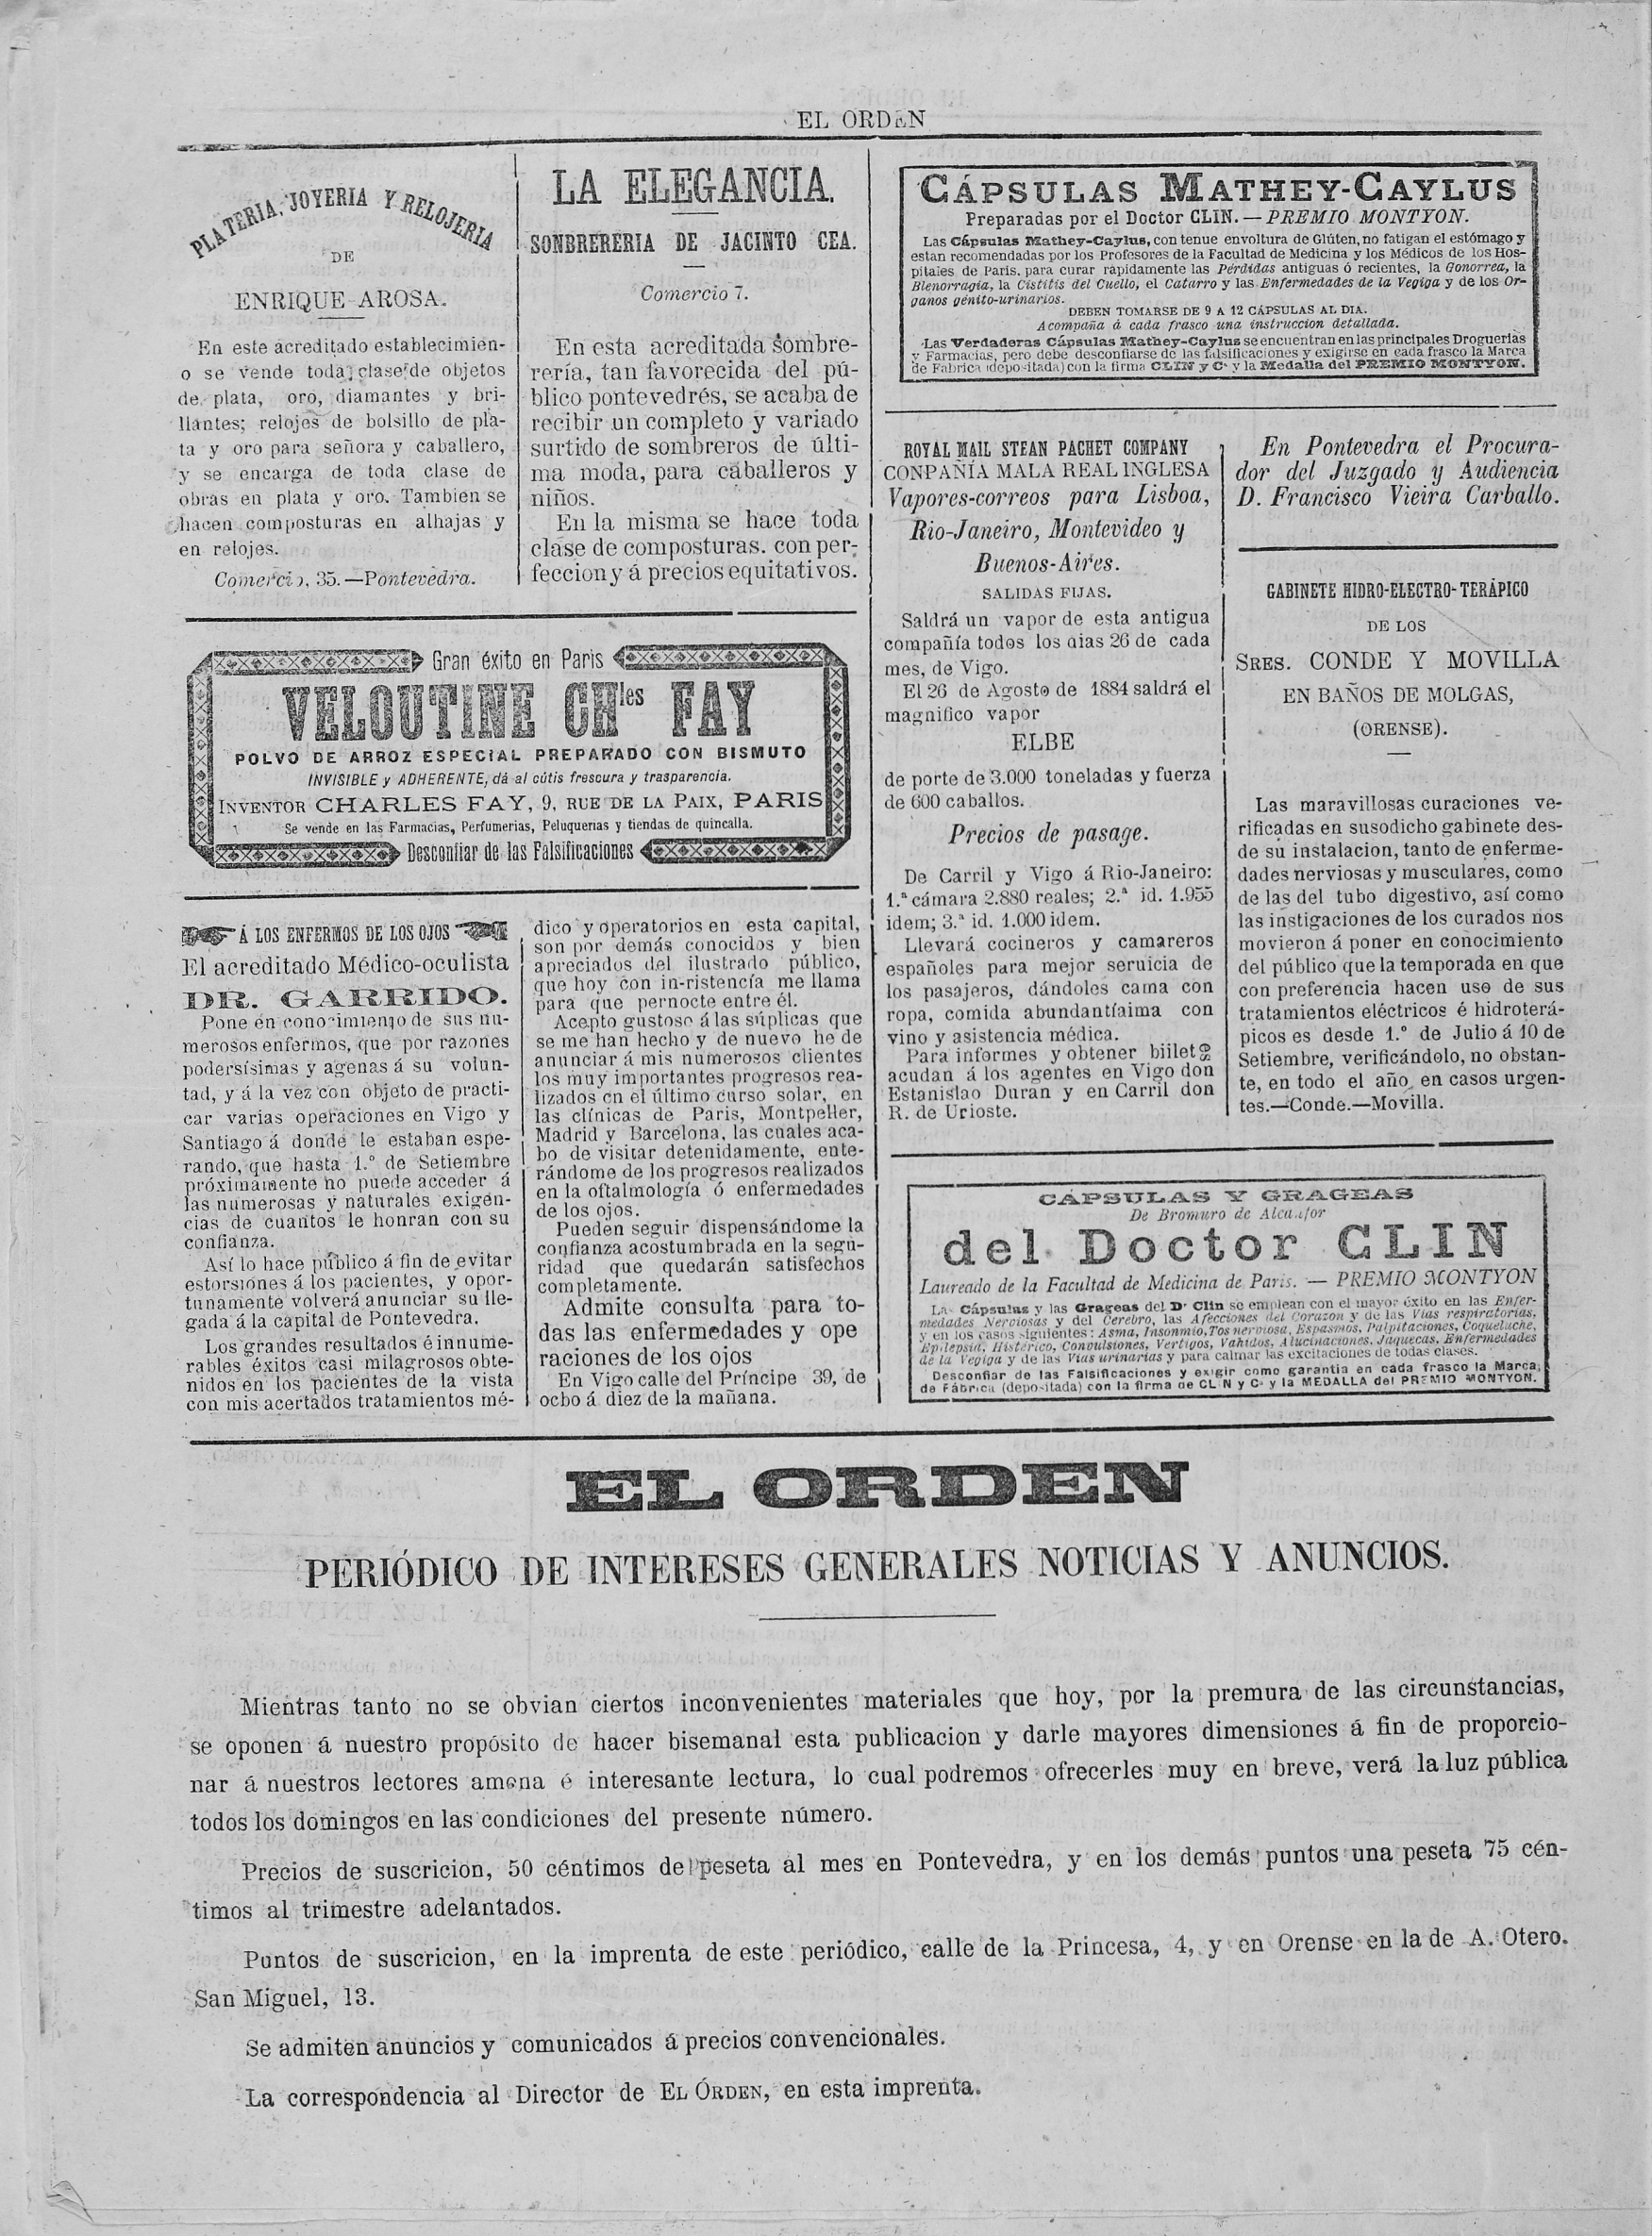 EL ORDEN
PLATERIA, JOYERIA Y RELOJERIA
DE
ENRIQUE AROSA.
En este acreditado establecimien-
o se vende toda clase de objetos
de plata, oro, diamantes y bri-
llantes; relojes de bolsillo de pla-
ta y oro para señora y caballero,
y se encarga de toda clase de
obras en plata y oro. Tambien se
hacen composturas en alhajas y
en relojes.
Comercio, 35.—Pontevedra.
LA ELEGANCIA.
SONBRERERIA DE JACINTO CEA.
Comercio 7.
En esta acreditada sombre-
rería, tan favorecida del pú-
blico pontevedrés, se acaba de
recibir un completo y variado
surtido de sombreros de últi-
ma moda, para caballeros y
niños.
En la misma se hace toda
clase de composturas. con per-
feccion y á precios equitativos.
Gran éxito en Paris
VELOUTINE CHles FAY
POLVO DE ARROZ ESPECIAL PREPARADO CON BISMUTO
INVISIBLE y ADHERENTE, dá al cútis frescura y trasparencia.
INVENTOR CHARLES FAY, 9, RUE DE LA PAIX, PARIS
Se vende en las Farmacias, Perfumerias, Peluquerias y tiendas de quincalla.
Desconfiar de las Falsificaciones
Á LOS ENFERMOS DE LOS OJOS
El acreditado Médico-oculista
DR. GARRIDO.
Pone en conocimiento de sus nu-
merosos enfermos, que por razones
podersísimas y agenas á su volun-
tad, y á la vez con objeto de practi-
car varias operaciones en Vigo y
Santiago á donde le estaban espe-
rando, que hasta 1.º de Setiembre
próximamente no puede acceder á
las numerosas y naturales exigen-
cias de cuantos le honran con su
confianza.
Así lo hace público á fin de evitar
estorsiones á los pacientes, y opor-
tunamente volverá anunciar su lle-
gada á la capital de Pontevedra.
Los grandes resultados é innume-
rables éxitos casi milagrosos obte-
nidos en los pacientes de la vista
con mis acertados tratamientos mé-
dico y operatorios en esta capital,
son por demás conocidos y bien
apreciados del ilustrado público,
que hoy con in-ristencía me llama
para que pernocte entre él.
Acepto gustoso á las súplicas que
se me han hecho y de nuevo he de
anunciar á mis numerosos clientes
los muy importantes progresos rea-
lizados en el último curso solar, en
las clínicas de Paris, Montpeller,
Madrid y Barcelona, las cuales aca-
bo de visitar detenidamente, ente-
rándome de los progresos realizados
en la oftalmología ó enfermedades
de los ojos.
Pueden seguir dispensándome la
confianza acostumbrada en la segu-
ridad que quedarán satisfechos
completamente.
Admite consulta para to-
das las enfermedades y ope
raciones de los ojos
En Vigo calle del Príncipe 39, de
ocbo á diez de la mañana.
CÁPSULAS MATHEY-CAYLUS
Preparadas por el Doctor CLIN.—PREMIO MONTYON.
Las Cápsulas Mathey-Caylus, con tenue envoltura de Glúten, no fatigan el estómago y
estan recomendadas por los Profesores de la Facultad de Medicina y los Médicos de los Hos-
pitales de Paris, para curar rápidamente las Pérdidas antiguas ó recientes, la Gonorrea, la
Blenorragia, la Cistitis del Cuello, el Catarro y las Enfermedades de la Vegiga y de los Or-
ganos génito-urinarios.
DEBEN TOMARSE DE 9 A 12 CÁPSULAS AL DIA.
Acompaña á cada frasco una instruccion detallada.
Las Verdaderas Cápsulas Mathey-Caylus se encuentran en las principales Droguerias
y Farmacias, pero debe desconfiarse de las falsificaciones y exigirse en cada frasco la Marca
de Fabrica (depositada) con la firma CLIN y Cª y la Medalla del PREMIO MONTYON.
ROYAL MAIL STEAN PACHET COMPANY
CONPAÑÍA MALA REAL INGLESA
Vapores-correos para Lisboa,
Rio-Janeiro, Montevideo y
Buenos-Aires.
SALIDAS FIJAS.
Saldrá un vapor de esta antigua
compañía todos los dias 26 de cada
mes, de Vigo.
El 26 de Agosto de 1884 saldrá el
magnifico vapor
ELBE
de porte de 3.000 toneladas y fuerza
de 600 caballos.
Precios de pasage.
De Carril y Vigo á Rio-Janeiro:
1.ª cámara 2.880 reales; 2.ª id. 1.955
idem; 3.ª id. 1.000 idem.
Llevará cocineros y camareros
españoles para mejor seruicia de
los pasajeros, dándoles cama con
ropa, comida abundantíaima con
vino y asistencia médica.
Para informes y obtener biiletes
acudan á los agentes en Vigo don
Estanislao Duran y en Carril don
R. de Urioste.
En Pontevedra el Procura-
dor del Juzgado y Audiencia
D. Francisco Vieira Carballo.
GABINETE HIDRO-ELECTRO-TERÁPICO
DE LOS
SRES. CONDE Y MOVILLA
EN BAÑOS DE MOLGAS,
(ORENSE).
Las maravillosas curaciones ve-
rificadas en susodicho gabinete des-
de su instalacion, tanto de enferme-
dades nerviosas y musculares, como
de las del tubo digestivo, así como
las instigaciones de los curados nos
movieron á poner en conocimiento
del público que la temporada en que
con preferencia hacen uso de sus
tratamientos eléctricos é hidroterá-
picos es desde 1.º de Julio á 10 de
Setiembre, verificándolo, no obstan-
te, en todo el año en casos urgen-
tes.—Conde.—Movilla.
CÁPSULAS Y GRAGEAS
De Bromuro de Alcanfor
del Doctor CLIN
Laureado de la Facultad de Medicina de Paris. — PREMIO MONTYON
Las Cápsulas y las Grageas del Dr Clin se emplean con el mayor éxito en las Enfer-
medades Nerviosas y del Cerebro, las Afecciones del Corazon y de las Vias respiratorias,
y en los casos siguientes: Asma, Insonmio, Tos nerviosa, Espasmos, Palpitaciones, Coqueluche,
Epilepsia, Histérico, Convulsiones, Vertigos, Vahidos, Alucinaciones, Jaquecas, Enfermedades
de la Vegiga y de las Vias urinarias y para calmar las excitaciones de todas clases.
Desconfiar de las Falsificaciones y exigir como garantia en cada frasco la Marca
de Fábrica (depositada) con la firma de CLIN y Cª y la MEDALLA del PREMIO MONTYON.
EL ORDEN
PERIÓDICO DE INTERESES GENERALES NOTICIAS Y ANUNCIOS.
Mientras tanto no se obvian ciertos inconvenientes materiales que hoy, por la premura de las circunstancias,
se oponen á nuestro propósito de hacer bisemanal esta publicacion y darle mayores dimensiones á fin de proporcio-
nar á nuestros lectores amena é interesante lectura, lo cual podremos ofrecerles muy en breve, verá la luz pública
todos los domingos en las condiciones del presente número.
Precios de suscricion, 50 céntimos de peseta al mes en Pontevedra, y en los demás puntos una peseta 75 cén-
timos al trimestre adelantados.
Puntos de suscricion, en la imprenta de este periódico, calle de la Princesa, 4, y en Orense en la de A. Otero.
San Miguel, 13.
Se admiten anuncios y comunicados á precios convencionales.
La correspondencia al Director de EL ÓRDEN, en esta imprenta.